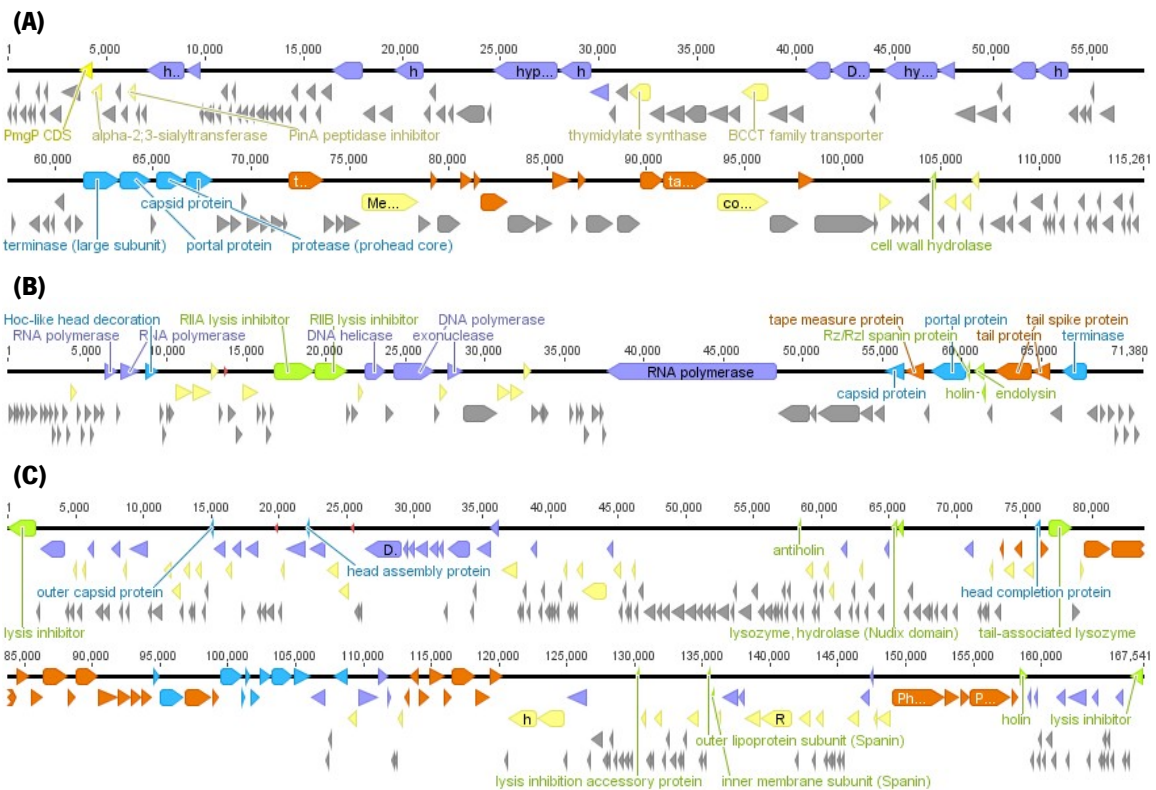 (A)
1 5,000 10,000 15,000 20,000 25,000 30,000 35,000 40,000 45,000 50,000 55,000
h.. h hyp... h D... hy... h
PmgP CDS alpha-2;3-sialyltransferase PinA peptidase inhibitor thymidylate synthase BCCT family transporter
60,000 65,000 70,000 75,000 80,000 85,000 90,000 95,000 100,000 105,000 110,000 115,261
t... ta...
capsid protein Me... co...
terminase (large subunit) portal protein protease (prohead core) cell wall hydrolase
(B)
Hoc-like head decoration RIIA lysis inhibitor RIIB lysis inhibitor DNA polymerase tape measure protein portal protein tail spike protein
RNA polymerase RNA polymerase DNA helicase exonuclease Rz/RzI spanin protein tail protein terminase
1 5,000 10,000 15,000 20,000 25,000 30,000 35,000 40,000 45,000 50,000 55,000 60,000 65,000 71,380
RNA polymerase
capsid protein holin endolysin
(C)
1 5,000 10,000 15,000 20,000 25,000 30,000 35,000 40,000 45,000 50,000 55,000 60,000 65,000 70,000 75,000 80,000
D. antiholin
head assembly protein
outer capsid protein head completion protein
lysis inhibitor lysozyme, hydrolase (Nudix domain) tail-associated lysozyme
85,000 90,000 95,000 100,000 105,000 110,000 115,000 120,000 125,000 130,000 135,000 140,000 145,000 150,000 155,000 160,000 167,541
Ph... P...
h R holin lysis inhibitor
outer lipoprotein subunit (Spanin)
lysis inhibition accessory protein inner membrane subunit (Spanin)